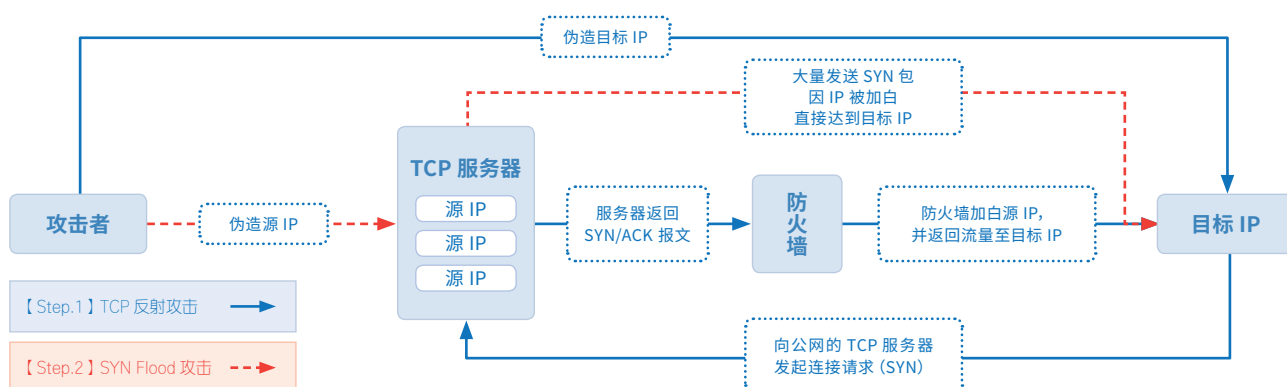 伪造目标 IP
大量发送 SYN 包
因 IP 被加白
直接达到目标 IP
TCP 服务器
源 IP
源 IP
源 IP
攻击者
伪造源 IP
服务器返回
SYN/ACK 报文
防
火
墙
防火墙加白源 IP，
并返回流量至目标 IP
目标 IP
【Step.1】TCP 反射攻击
【Step.2】SYN Flood 攻击
向公网的 TCP 服务器
发起连接请求（SYN）